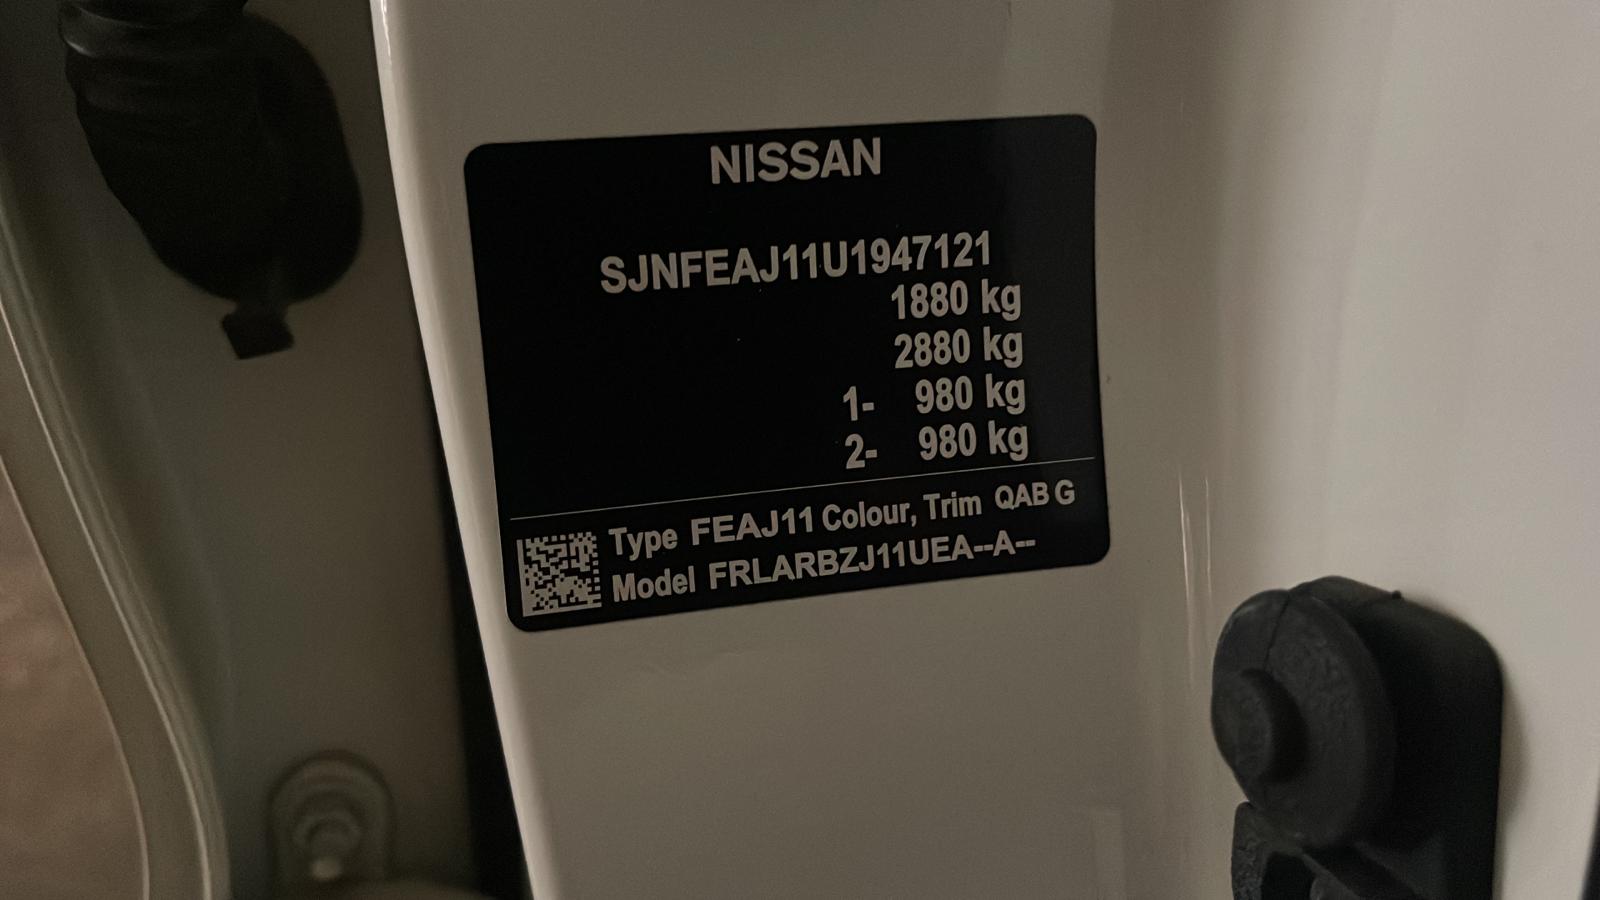 NISSAN
SJNFEAJ11U1947121
1880 kg
2880 kg
1- 980 kg
2- 980 kg
Type FEAJ11 Colour, Trim QAB G
Model FRLARBZJ11UEA--A--